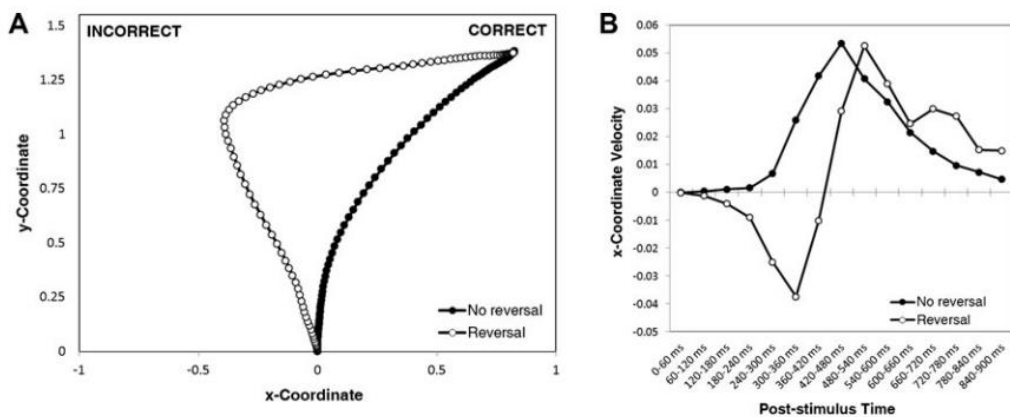 A
INCORRECT
CORRECT
1.5
1.25
1
0.75
0.5
0.25
0
-1
-0.5
0
0.5
1
y-Coordinate
x-Coordinate
No reversal
Reversal
B
0.06
0.05
0.04
0.03
0.02
0.01
0
-0.01
-0.02
-0.03
-0.04
-0.05
x-Coordinate Velocity
No reversal
Reversal
0-60 ms
60-120 ms
120-180 ms
180-240 ms
240-300 ms
300-360 ms
360-420 ms
420-480 ms
480-540 ms
540-600 ms
600-660 ms
660-720 ms
720-780 ms
780-840 ms
840-900 ms
Post-stimulus Time